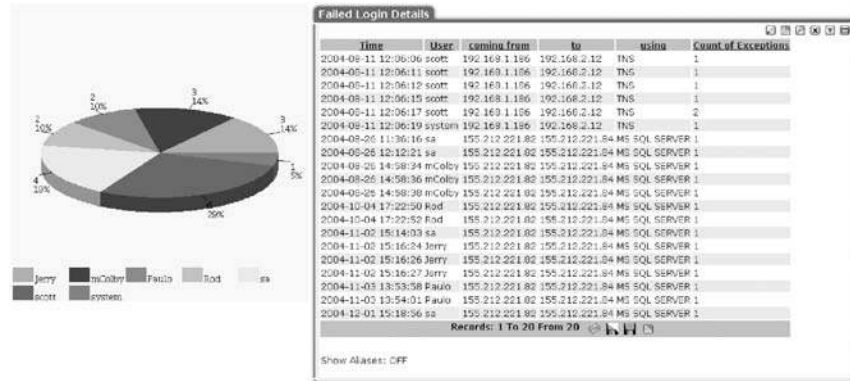 3
14%
2
10%
2
10%
3
14%
1
5%
4
19%
6
29%
Jerry mColby Paulo Rod sa
scott system
Failed Login Details
Time User coming from to using Count of Exceptions
2004-08-11 12:06:06 scott 192.168.1.186 192.168.2.12 TNS 1
2004-08-11 12:06:11 scott 192.168.1.186 192.168.2.12 TNS 1
2004-08-11 12:06:12 scott 192.168.1.186 192.168.2.12 TNS 1
2004-08-11 12:06:15 scott 192.168.1.186 192.168.2.12 TNS 1
2004-08-11 12:06:17 scott 192.168.1.186 192.168.2.12 TNS 2
2004-08-11 12:06:19 system 192.168.1.186 192.168.2.12 TNS 1
2004-08-26 11:36:16 sa 155.212.221.82 155.212.221.84 MS SQL SERVER 1
2004-08-26 12:12:21 sa 155.212.221.82 155.212.221.84 MS SQL SERVER 1
2004-08-26 14:58:34 mColby 155.212.221.82 155.212.221.84 MS SQL SERVER 1
2004-08-26 14:58:36 mColby 155.212.221.82 155.212.221.84 MS SQL SERVER 1
2004-08-26 14:58:38 mColby 155.212.221.82 155.212.221.84 MS SQL SERVER 1
2004-10-04 17:22:50 Rod 155.212.221.82 155.212.221.84 MS SQL SERVER 1
2004-10-04 17:22:52 Rod 155.212.221.82 155.212.221.84 MS SQL SERVER 1
2004-11-02 15:14:03 sa 155.212.221.82 155.212.221.84 MS SQL SERVER 1
2004-11-02 15:16:24 Jerry 155.212.221.82 155.212.221.84 MS SQL SERVER 1
2004-11-02 15:16:26 Jerry 155.212.221.82 155.212.221.84 MS SQL SERVER 1
2004-11-02 15:16:27 Jerry 155.212.221.82 155.212.221.84 MS SQL SERVER 1
2004-11-03 13:53:58 Paulo 155.212.221.82 155.212.221.84 MS SQL SERVER 1
2004-11-03 13:54:01 Paulo 155.212.221.82 155.212.221.84 MS SQL SERVER 1
2004-12-01 15:18:56 sa 155.212.221.82 155.212.221.84 MS SQL SERVER 1
Records: 1 To 20 From 20
Show Aliases: OFF